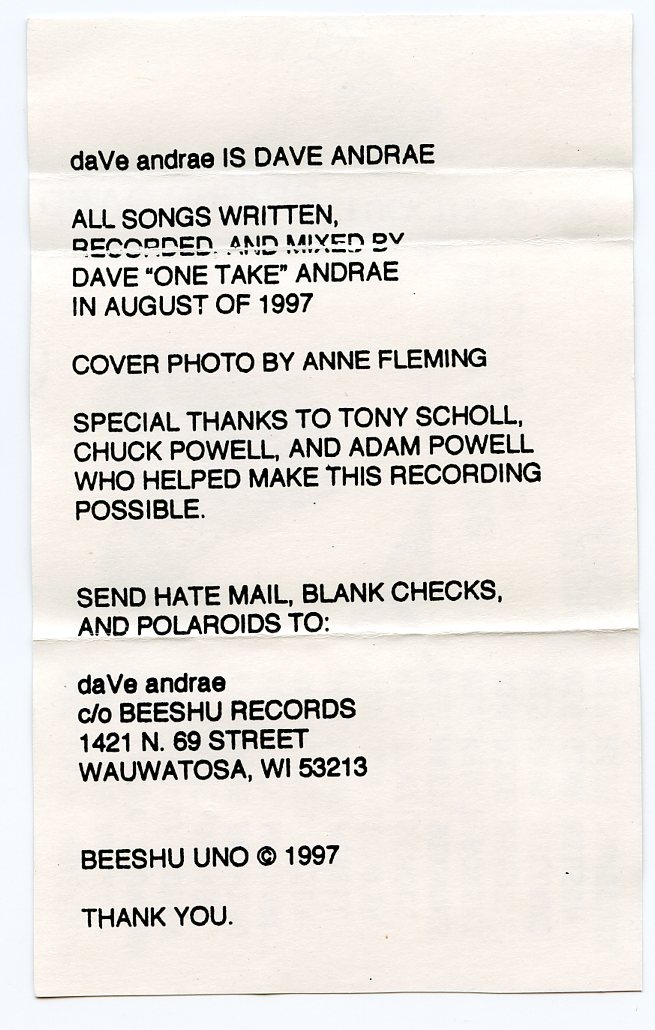 daVe andrae IS DAVE ANDRAE
ALL SONGS WRITTEN,
RECORDED, AND MIXED BY
DAVE “ONE TAKE” ANDRAE
IN AUGUST OF 1997
COVER PHOTO BY ANNE FLEMING
SPECIAL THANKS TO TONY SCHOLL,
CHUCK POWELL, AND ADAM POWELL
WHO HELPED MAKE THIS RECORDING
POSSIBLE.
SEND HATE MAIL, BLANK CHECKS,
AND POLAROIDS TO:
daVe andrae
c/o BEESHU RECORDS
1421 N. 69 STREET
WAUWATOSA, WI 53213
BEESHU UNO © 1997
THANK YOU.